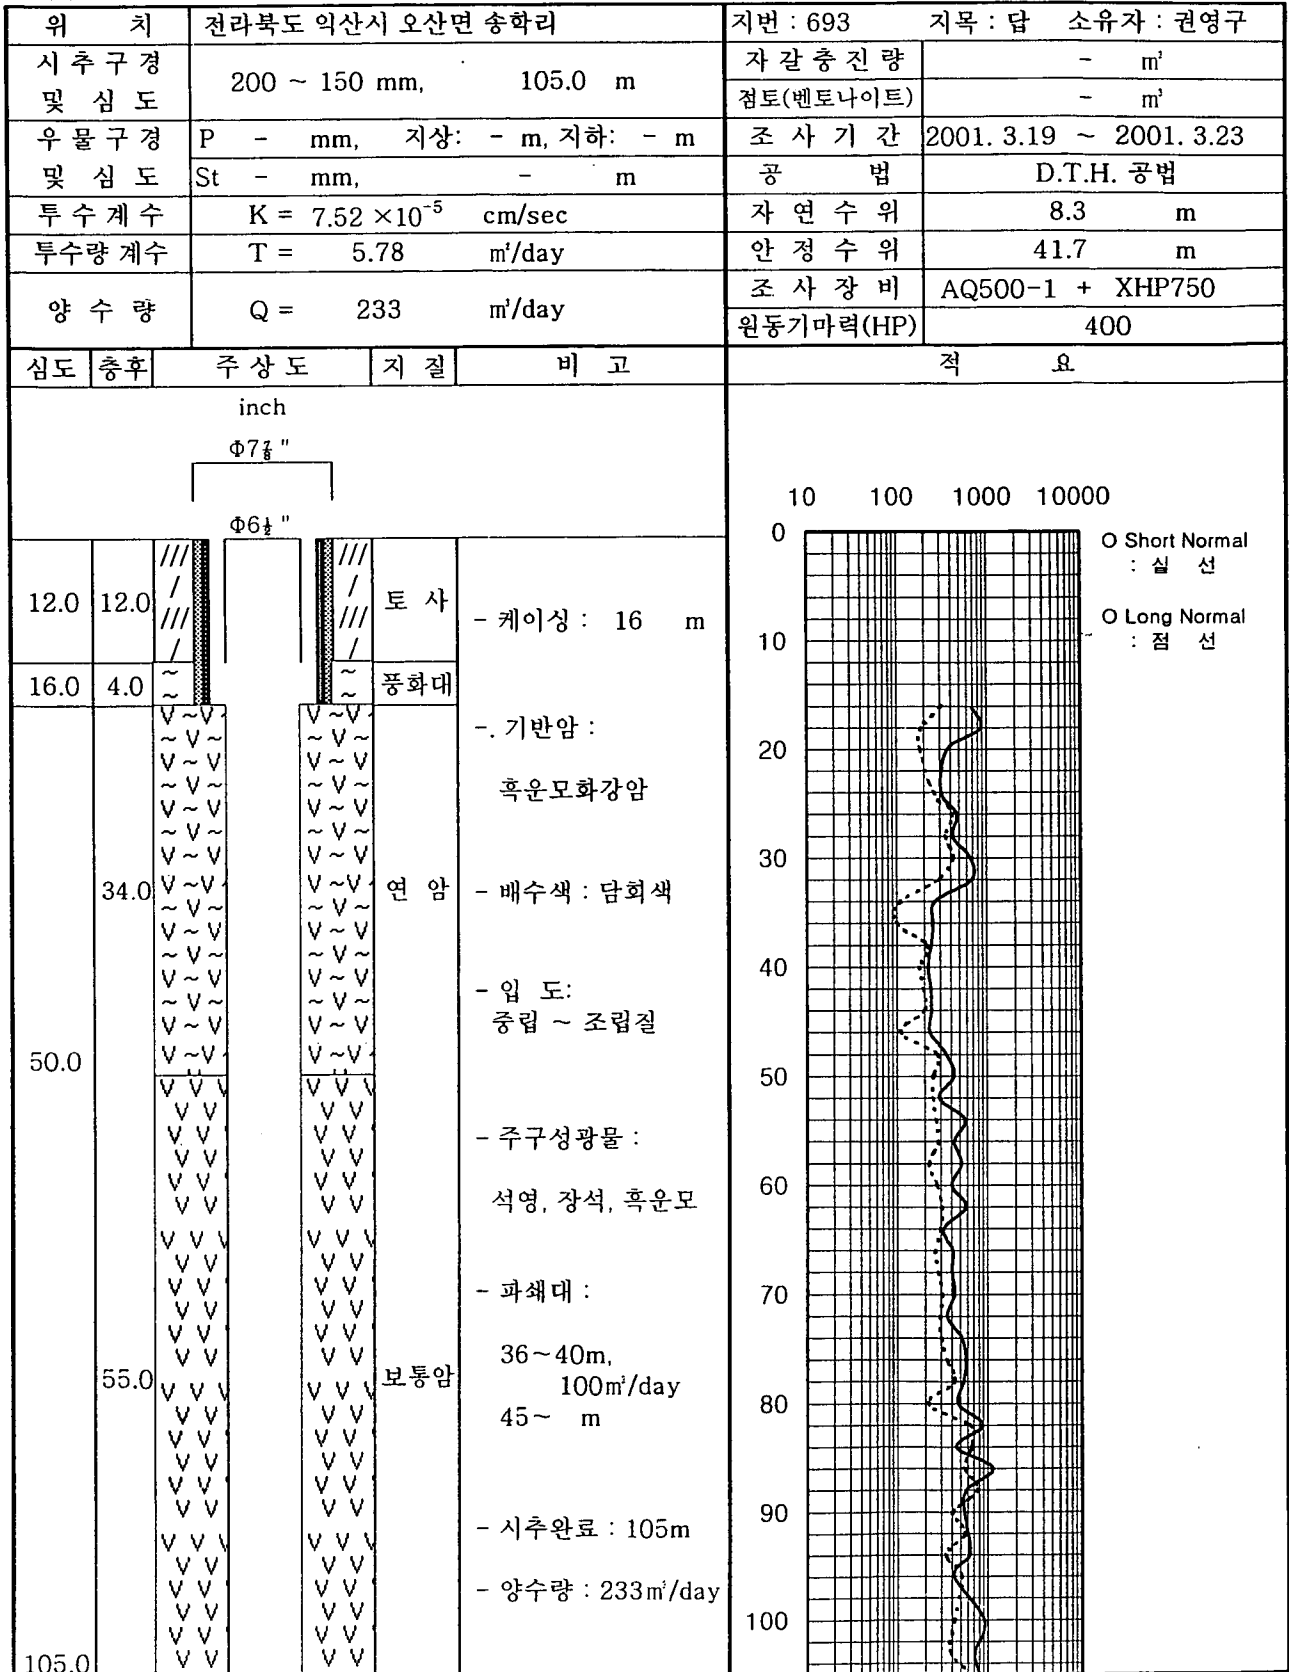 위 치 전라북도 익산시 오산면 송학리 지번 : 693 지목 : 답 소유자 : 권영구
시추구경 및 심도 200 ~ 150 mm, 105.0 m
자갈충진량 - ㎥
점토(벤토나이트) - ㎥
우물구경 및 심도 P - mm, 지상: - m, 지하: - m
St - mm, - m
조사기간 2001. 3.19 ~ 2001. 3.23
공 법 D.T.H. 공법
투수계수 K = 7.52 ×10⁻⁵ cm/sec
자연수위 8.3 m
투수량 계수 T = 5.78 ㎡/day
안정수위 41.7 m
양수량 Q = 233 ㎥/day
조사장비 AQ500-1 + XHP750
원동기마력(HP) 400
심도 층후 주상도 지질 비고 적요
inch
Φ7⅞ "
Φ6½ "
12.0 12.0 토사
- 케이싱 : 16 m
16.0 4.0 풍화대
-. 기반암 :
흑운모화강암
34.0 연암
- 배수색 : 담회색
- 입 도:
중립 ~ 조립질
50.0
- 주구성광물 :
석영, 장석, 흑운모
- 파쇄대 :
36~40m,
100㎥/day
45~ m
55.0 보통암
- 시추완료 : 105m
- 양수량 : 233㎥/day
105.0
10 100 1000 10000
0
10
20
30
40
50
60
70
80
90
100
O Short Normal
: 실 선
O Long Normal
: 점 선